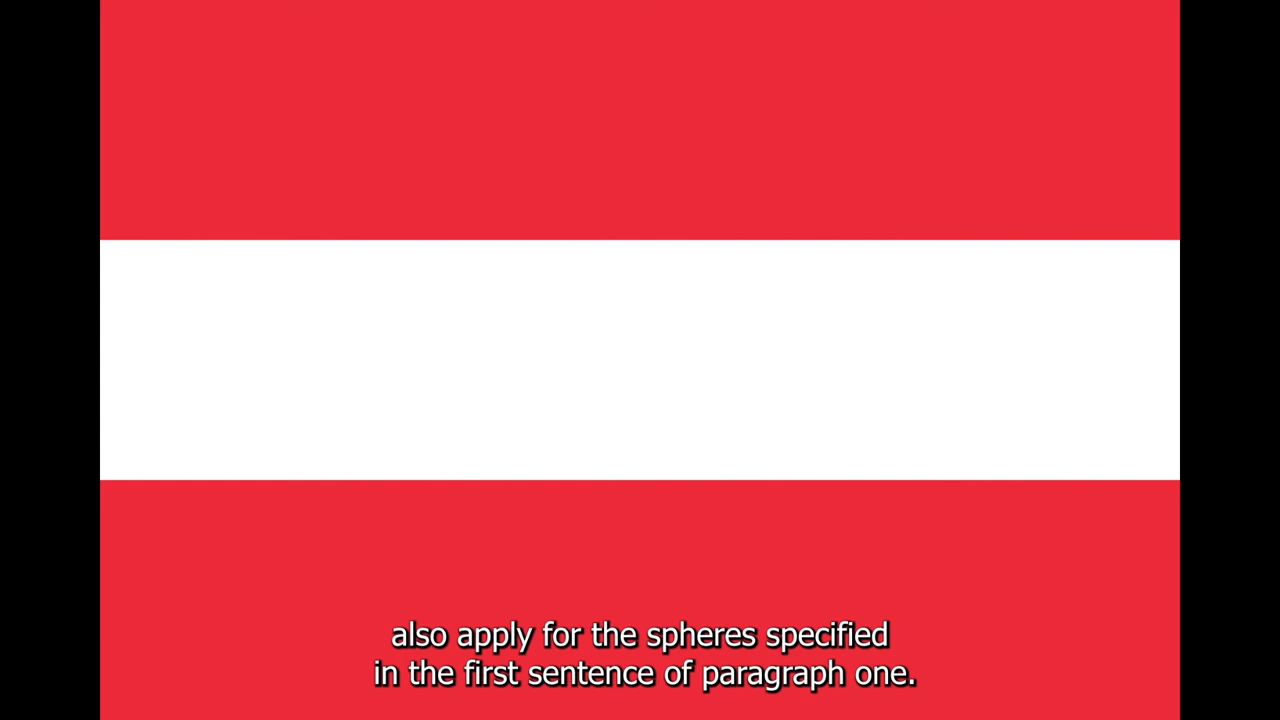 also apply for the spheres specified
in the first sentence of paragraph one.